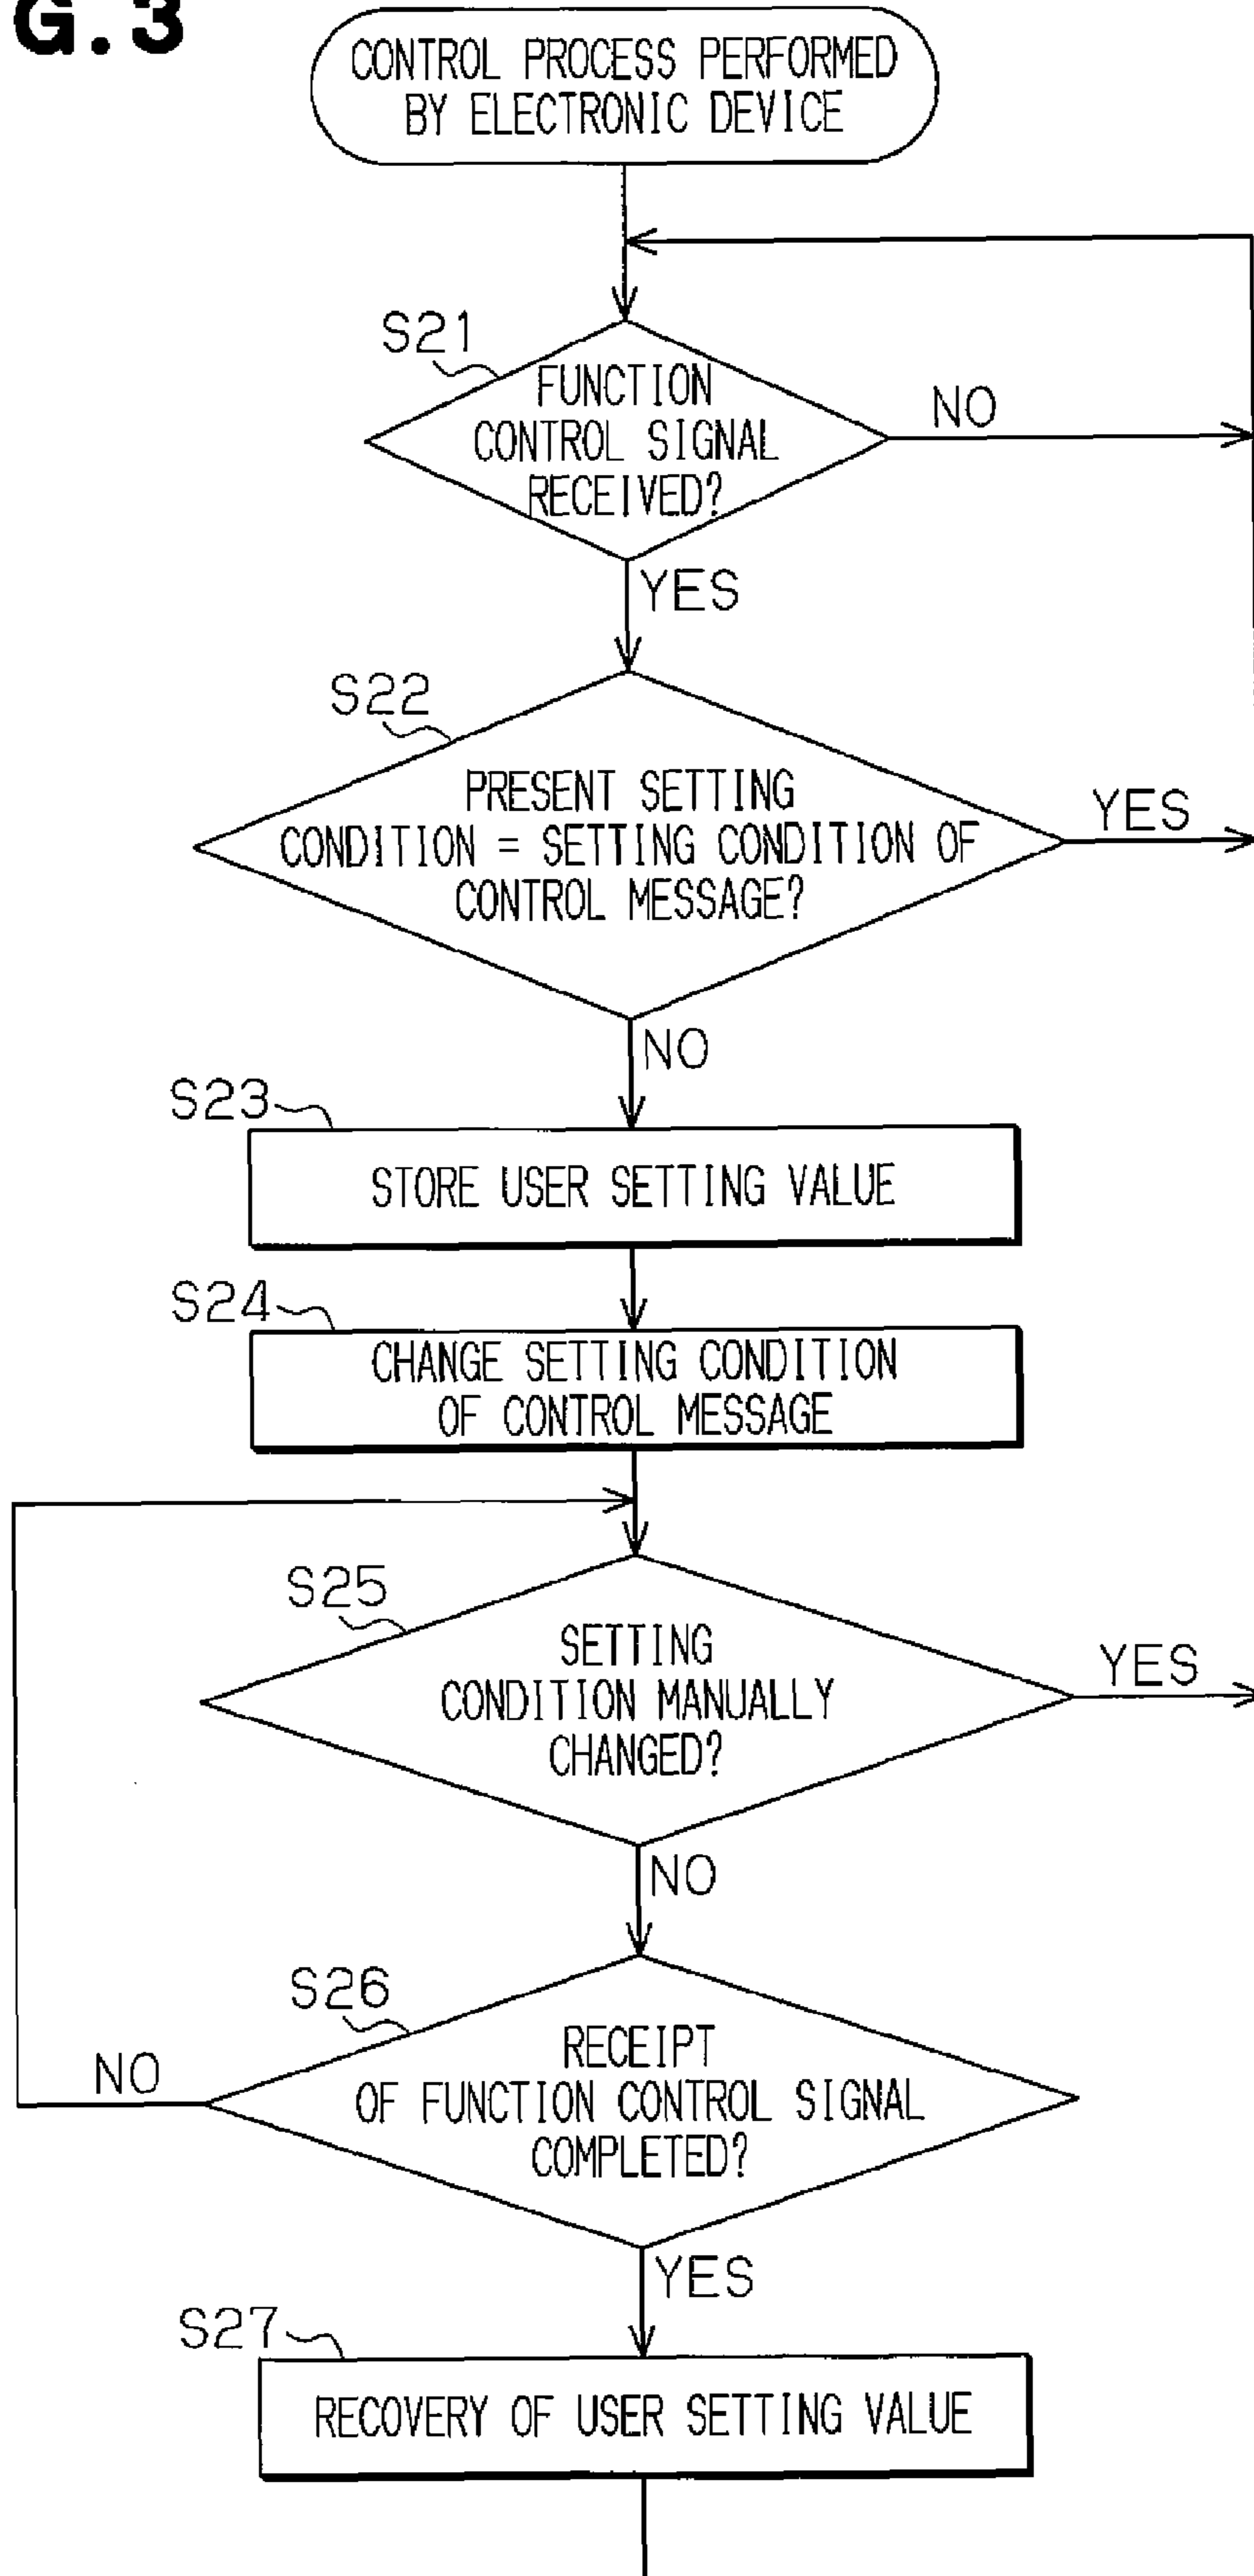 G.3
CONTROL PROCESS PERFORMED
BY ELECTRONIC DEVICE
S21
FUNCTION
CONTROL SIGNAL
RECEIVED?
NO
YES
S22
PRESENT SETTING
CONDITION = SETTING CONDITION OF
CONTROL MESSAGE?
YES
NO
S23
STORE USER SETTING VALUE
S24
CHANGE SETTING CONDITION
OF CONTROL MESSAGE
S25
SETTING
CONDITION MANUALLY
CHANGED?
YES
NO
S26
RECEIPT
OF FUNCTION CONTROL SIGNAL
COMPLETED?
NO
YES
S27
RECOVERY OF USER SETTING VALUE